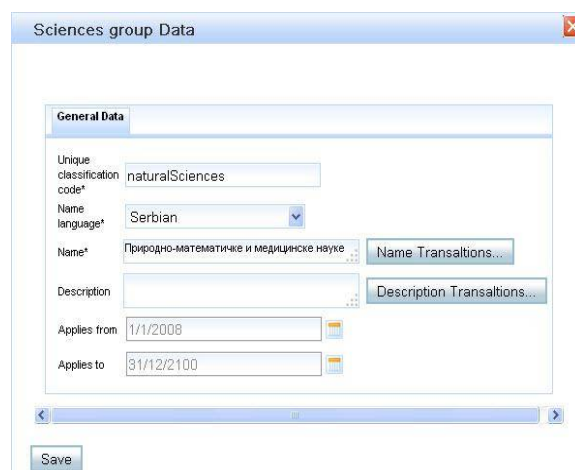 Sciences group Data
General Data
Unique
classification
code*
naturalSciences
Name
language*
Serbian
Name*
Природно-математичке и медицинске науке
Name Transaltions...
Description
Description Transaltions...
Applies from
1/1/2008
Applies to
31/12/2100
Save